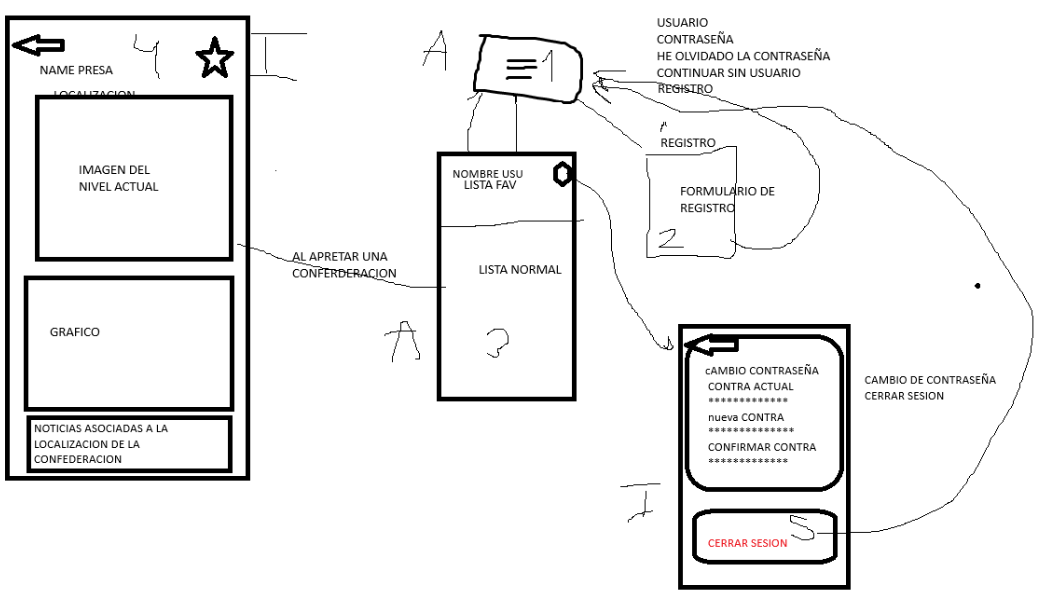 NAME PRESA
LOCALIZACION
4
I
IMAGEN DEL
NIVEL ACTUAL
GRAFICO
NOTICIAS ASOCIADAS A LA
LOCALIZACION DE LA
CONFEDERACION
AL APRETAR UNA
CONFERDERACION
A
1
USUARIO
CONTRASEÑA
HE OLVIDADO LA CONTRASEÑA
CONTINUAR SIN USUARIO
REGISTRO
NOMBRE USU
LISTA FAV
LISTA NORMAL
A
3
REGISTRO
FORMULARIO DE
REGISTRO
2
cAMBIO CONTRASEÑA
CONTRA ACTUAL
*************
nueva CONTRA
**************
CONFIRMAR CONTRA
*************
I
5
CERRAR SESION
CAMBIO DE CONTRASEÑA
CERRAR SESION